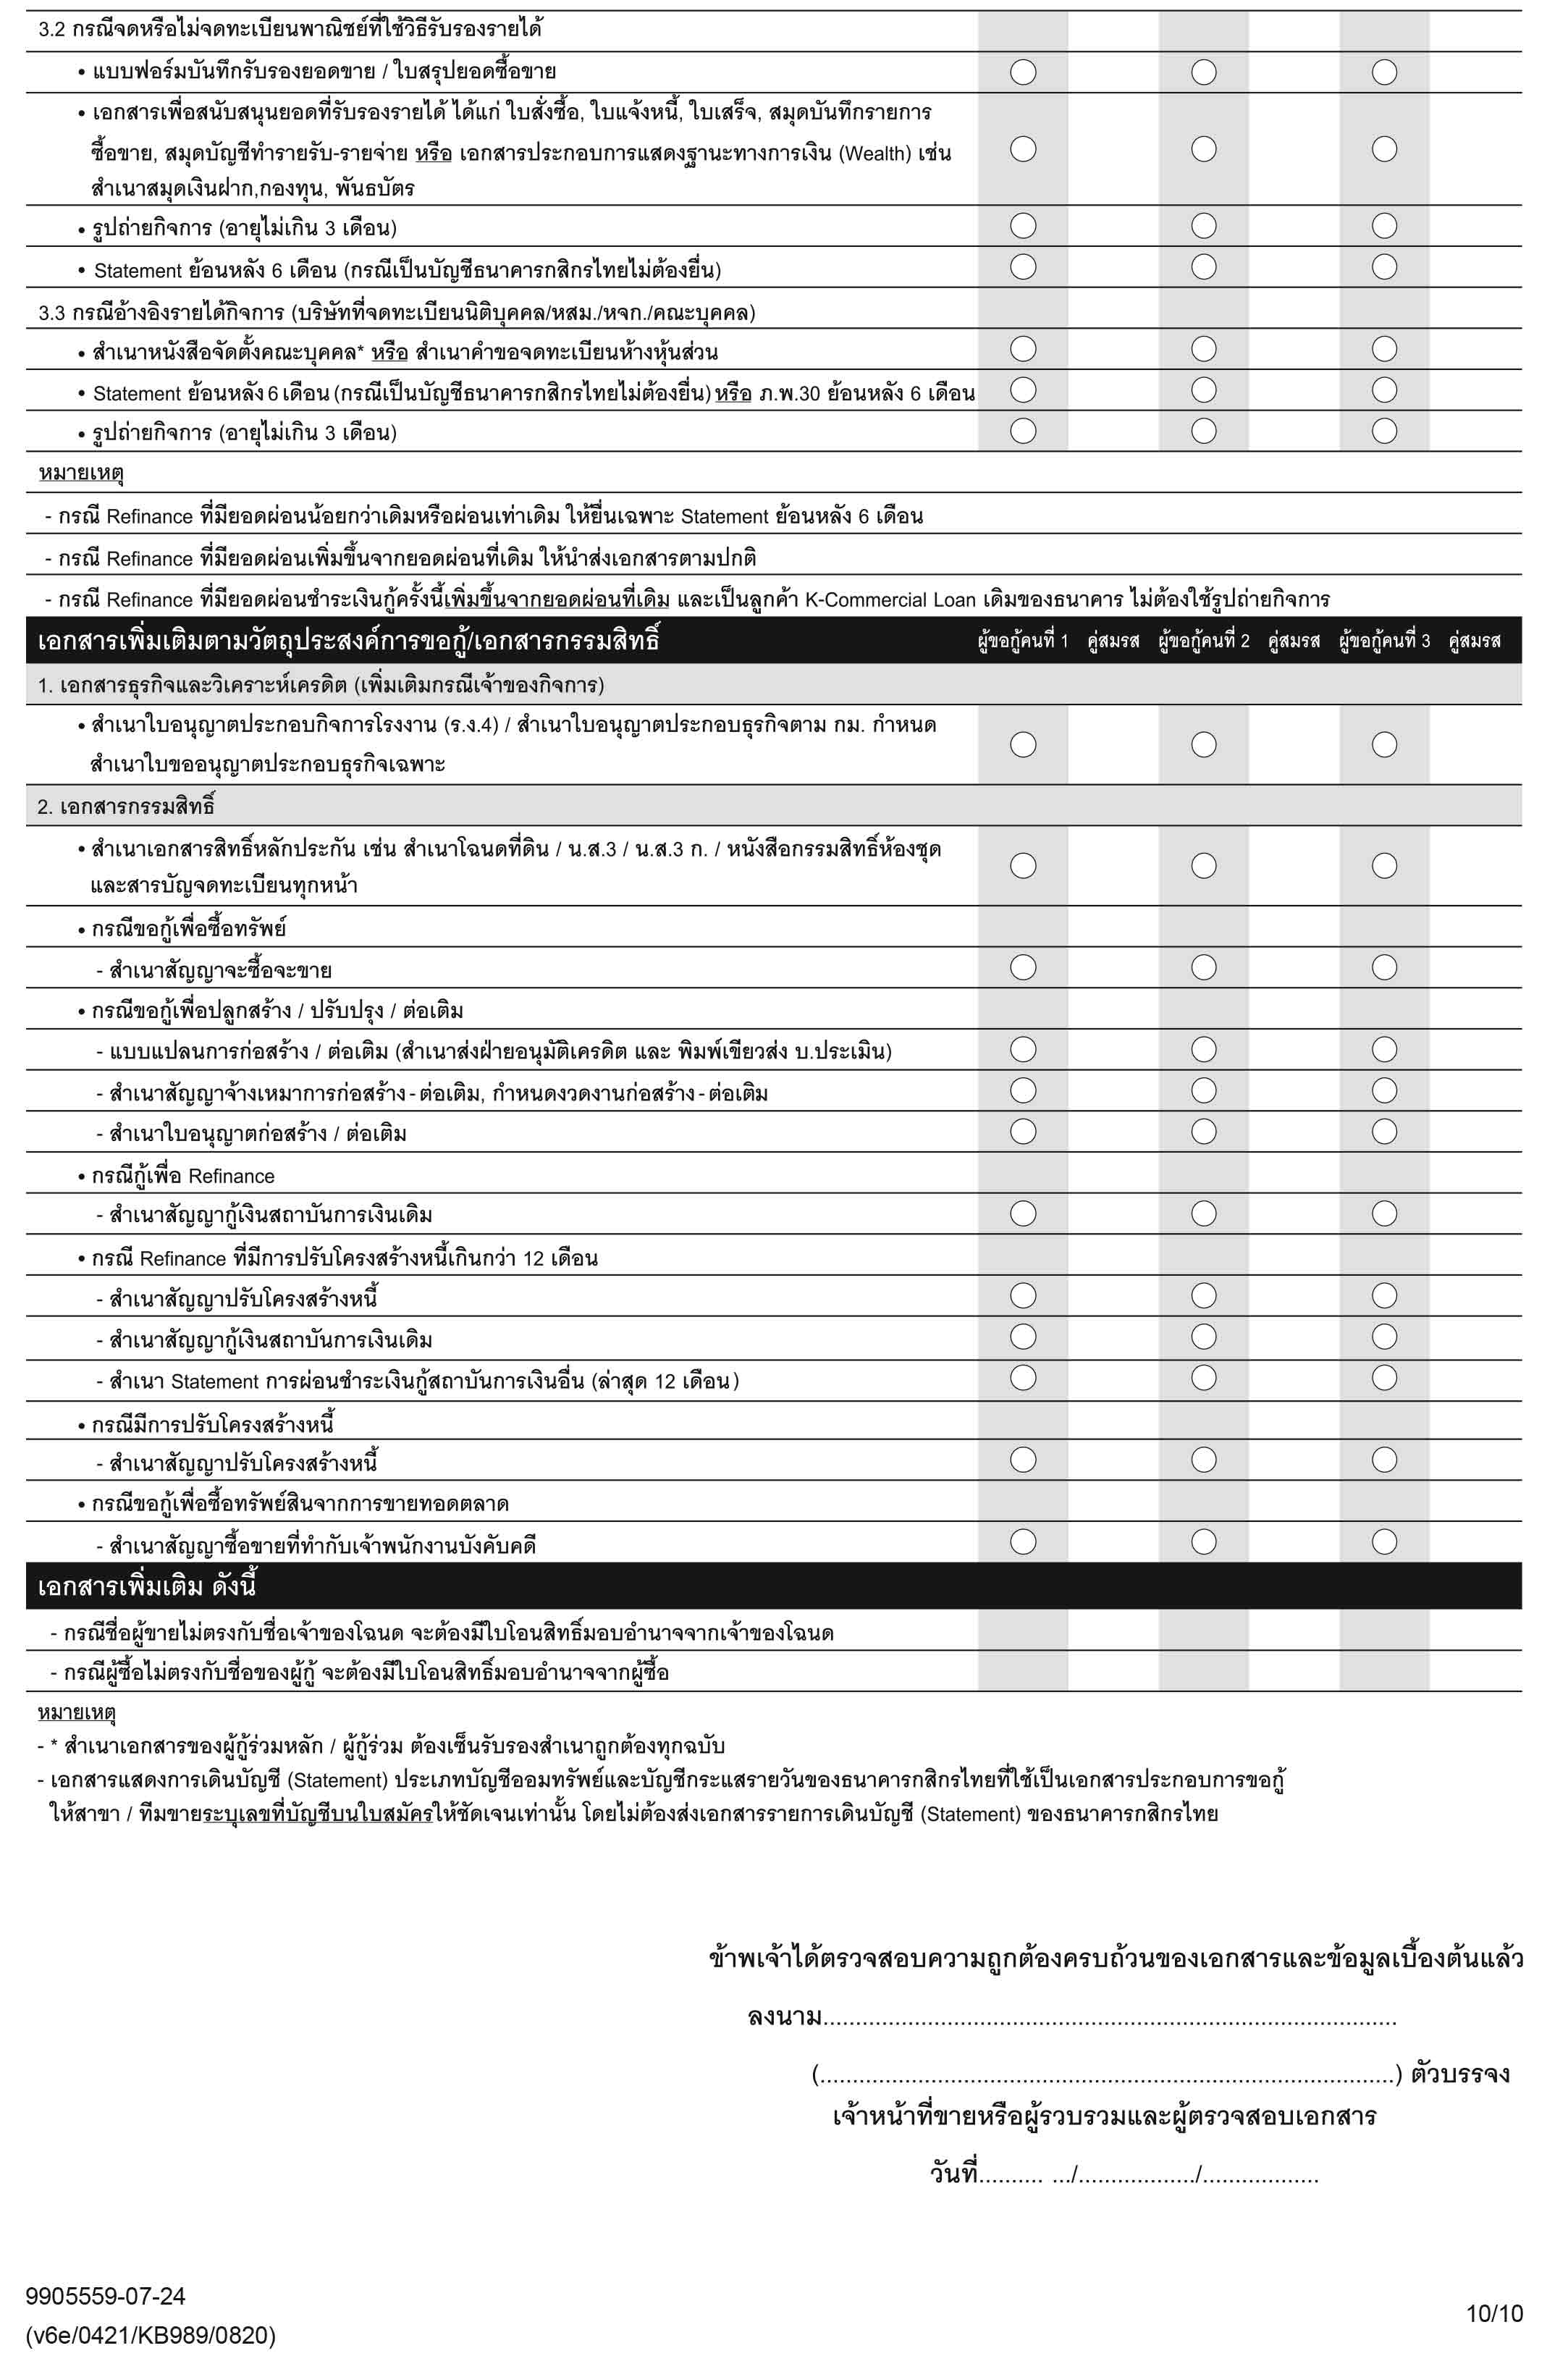 3.2 กรณีจดหรือไม่จดทะเบียนพาณิชย์ที่ใช้วิธีรับรองรายได้
• แบบฟอร์มบันทึกรับรองยอดขาย / ใบสรุปยอดซื้อขาย
• เอกสารเพื่อสนับสนุนยอดที่รับรองรายได้ ได้แก่ ใบสั่งซื้อ, ใบแจ้งหนี้, ใบเสร็จ, สมุดบันทึกรายการ
ซื้อขาย, สมุดบัญชีทำรายรับ-รายจ่าย หรือ เอกสารประกอบการแสดงฐานะทางการเงิน (Wealth) เช่น
สำเนาสมุดเงินฝาก,กองทุน, พันธบัตร
• รูปถ่ายกิจการ (อายุไม่เกิน 3 เดือน)
• Statement ย้อนหลัง 6 เดือน (กรณีเป็นบัญชีธนาคารกสิกรไทยไม่ต้องยื่น)
3.3 กรณีอ้างอิงรายได้กิจการ (บริษัทที่จดทะเบียนนิติบุคคล/หสม./หจก./คณะบุคคล)
• สำเนาหนังสือจัดตั้งคณะบุคคล* หรือ สำเนาคำขอจดทะเบียนห้างหุ้นส่วน
• Statement ย้อนหลัง 6 เดือน (กรณีเป็นบัญชีธนาคารกสิกรไทยไม่ต้องยื่น) หรือ ภ.พ.30 ย้อนหลัง 6 เดือน
• รูปถ่ายกิจการ (อายุไม่เกิน 3 เดือน)
หมายเหตุ
- กรณี Refinance ที่มียอดผ่อนน้อยกว่าเดิมหรือผ่อนเท่าเดิม ให้ยื่นเฉพาะ Statement ย้อนหลัง 6 เดือน
- กรณี Refinance ที่มียอดผ่อนเพิ่มขึ้นจากยอดผ่อนที่เดิม ให้นำส่งเอกสารตามปกติ
- กรณี Refinance ที่มียอดผ่อนชำระเงินกู้ครั้งนี้เพิ่มขึ้นจากยอดผ่อนที่เดิม และเป็นลูกค้า K-Commercial Loan เดิมของธนาคาร ไม่ต้องใช้รูปถ่ายกิจการ
เอกสารเพิ่มเติมตามวัตถุประสงค์การขอกู้/เอกสารกรรมสิทธิ์ ผู้ขอกู้คนที่ 1 คู่สมรส ผู้ขอกู้คนที่ 2 คู่สมรส ผู้ขอกู้คนที่ 3 คู่สมรส
1. เอกสารธุรกิจและวิเคราะห์เครดิต (เพิ่มเติมกรณีเจ้าของกิจการ)
• สำเนาใบอนุญาตประกอบกิจการโรงงาน (ร.ง.4) / สำเนาใบอนุญาตประกอบธุรกิจตาม กม. กำหนด
สำเนาใบขออนุญาตประกอบธุรกิจเฉพาะ
2. เอกสารกรรมสิทธิ์
• สำเนาเอกสารสิทธิ์หลักประกัน เช่น สำเนาโฉนดที่ดิน / น.ส.3 / น.ส.3 ก. / หนังสือกรรมสิทธิ์ห้องชุด
และสารบัญจดทะเบียนทุกหน้า
• กรณีขอกู้เพื่อซื้อทรัพย์
- สำเนาสัญญาจะซื้อจะขาย
• กรณีขอกู้เพื่อปลูกสร้าง / ปรับปรุง / ต่อเติม
- แบบแปลนการก่อสร้าง / ต่อเติม (สำเนาส่งฝ่ายอนุมัติเครดิต และ พิมพ์เขียวส่ง บ.ประเมิน)
- สำเนาสัญญาจ้างเหมาการก่อสร้าง-ต่อเติม, กำหนดงวดงานก่อสร้าง-ต่อเติม
- สำเนาใบอนุญาตก่อสร้าง / ต่อเติม
• กรณีกู้เพื่อ Refinance
- สำเนาสัญญากู้เงินสถาบันการเงินเดิม
• กรณี Refinance ที่มีการปรับโครงสร้างหนี้เกินกว่า 12 เดือน
- สำเนาสัญญาปรับโครงสร้างหนี้
- สำเนาสัญญากู้เงินสถาบันการเงินเดิม
- สำเนา Statement การผ่อนชำระเงินกู้สถาบันการเงินอื่น (ล่าสุด 12 เดือน)
• กรณีมีการปรับโครงสร้างหนี้
- สำเนาสัญญาปรับโครงสร้างหนี้
• กรณีขอกู้เพื่อซื้อทรัพย์สินจากการขายทอดตลาด
- สำเนาสัญญาซื้อขายที่ทำกับเจ้าพนักงานบังคับคดี
เอกสารเพิ่มเติม ดังนี้
- กรณีชื่อผู้ขายไม่ตรงกับชื่อเจ้าของโฉนด จะต้องมีใบโอนสิทธิ์มอบอำนาจจากเจ้าของโฉนด
- กรณีผู้ซื้อไม่ตรงกับชื่อของผู้กู้ จะต้องมีใบโอนสิทธิ์มอบอำนาจจากผู้ซื้อ
หมายเหตุ
- * สำเนาเอกสารของผู้กู้ร่วมหลัก / ผู้กู้ร่วม ต้องเซ็นรับรองสำเนาถูกต้องทุกฉบับ
- เอกสารแสดงการเดินบัญชี (Statement) ประเภทบัญชีออมทรัพย์และบัญชีกระแสรายวันของธนาคารกสิกรไทยที่ใช้เป็นเอกสารประกอบการขอกู้
ให้สาขา / ทีมขายระบุเลขที่บัญชีบนใบสมัครให้ชัดเจนเท่านั้น โดยไม่ต้องส่งเอกสารรายการเดินบัญชี (Statement) ของธนาคารกสิกรไทย
ข้าพเจ้าได้ตรวจสอบความถูกต้องครบถ้วนของเอกสารและข้อมูลเบื้องต้นแล้ว
ลงนาม........................................................................................
(........................................................................................) ตัวบรรจง
เจ้าหน้าที่ขายหรือผู้รวบรวมและผู้ตรวจสอบเอกสาร
วันที่.......... .../................../..................
9905559-07-24
10/10
(v6e/0421/KB989/0820)